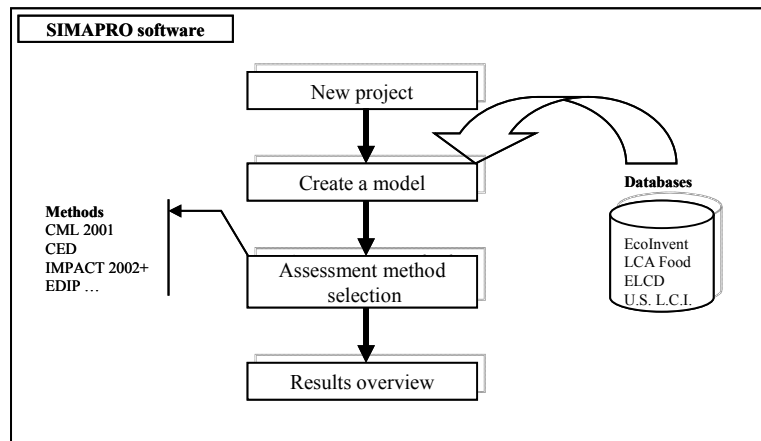 SIMAPRO software
New project
Create a model
Databases
EcoInvent
LCA Food
ELCD
U.S. L.C.I.
Methods
CML 2001
CED
IMPACT 2002+
EDIP …
Assessment method
selection
Results overview